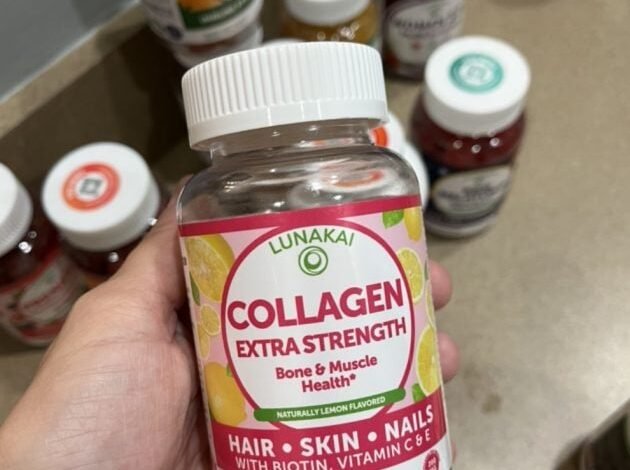 LUNAKAI
COLLAGEN
EXTRA STRENGTH
Bone & Muscle
Health*
NATURALLY LEMON FLAVORED
HAIR • SKIN • NAILS
WITH BIOTIN, VITAMIN C & E